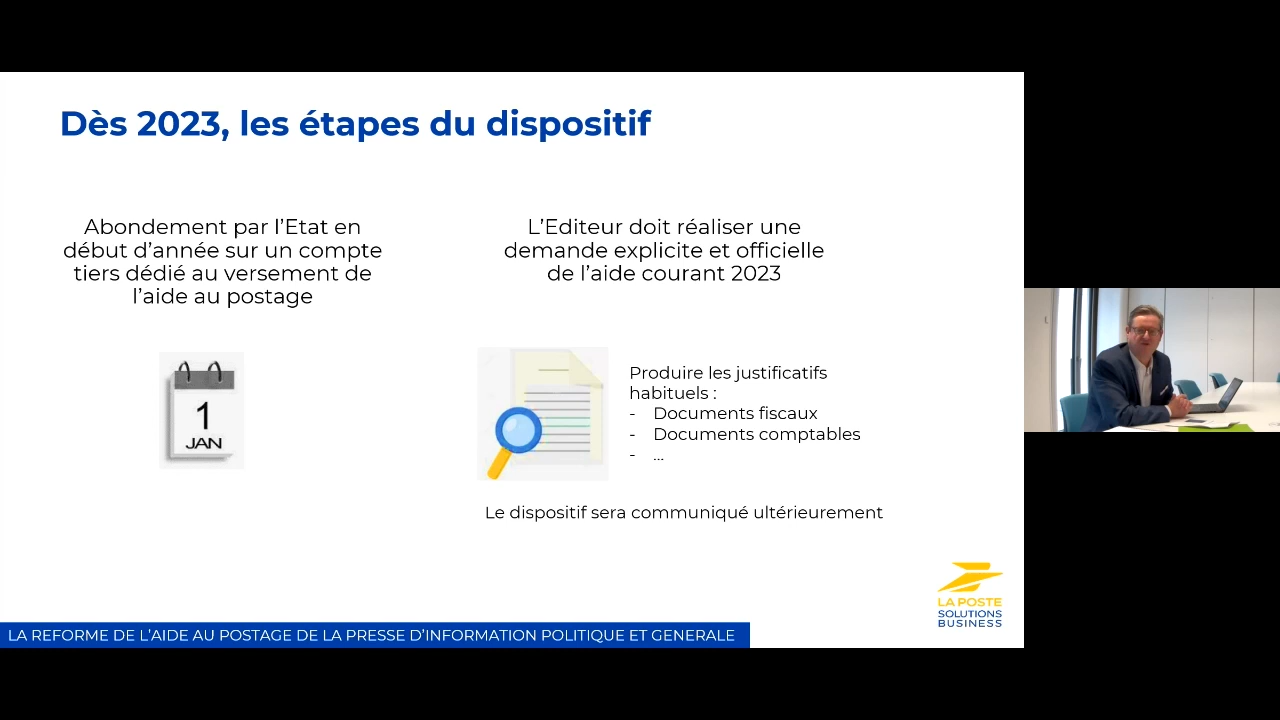 Dès 2023, les étapes du dispositif
Abondement par l'Etat en
début d'année sur un compte
tiers dédié au versement de
l'aide au postage
L'Editeur doit réaliser une
demande explicite et officielle
de l'aide courant 2023
1
JAN
Produire les justificatifs
habituels :
- Documents fiscaux
- Documents comptables
- ...
Le dispositif sera communiqué ultérieurement
LA POSTE
SOLUTIONS
BUSINESS
LA REFORME DE L'AIDE AU POSTAGE DE LA PRESSE D'INFORMATION POLITIQUE ET GENERALE